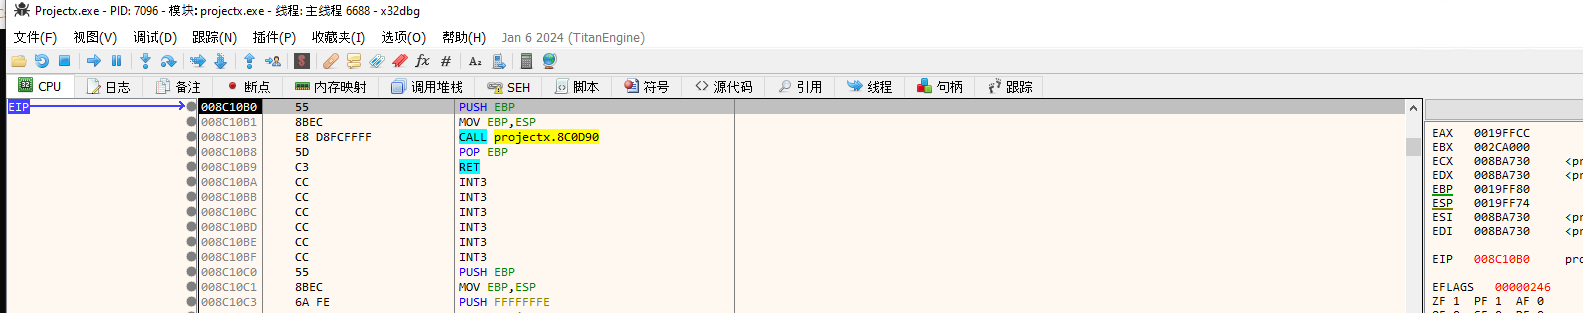 Projectx.exe - PID: 7096 - 模块: projectx.exe - 线程: 主线程 6688 - x32dbg
文件(F) 视图(V) 调试(D) 跟踪(N) 插件(P) 收藏夹(I) 选项(O) 帮助(H) Jan 6 2024 (TitanEngine)
CPU 日志 备注 断点 内存映射 调用堆栈 SEH 脚本 符号 源代码 引用 线程 句柄 跟踪
EIP 008C10B0 55 PUSH EBP
008C10B1 8BEC MOV EBP,ESP
008C10B3 E8 D8FCFFFF CALL projectx.8C0D90
008C10B8 5D POP EBP
008C10B9 C3 RET
008C10BA CC INT3
008C10BB CC INT3
008C10BC CC INT3
008C10BD CC INT3
008C10BE CC INT3
008C10BF CC INT3
008C10C0 55 PUSH EBP
008C10C1 8BEC MOV EBP,ESP
008C10C3 6A FE PUSH FFFFFFFE
EAX 0019FFCC
EBX 002CA000
ECX 008BA730 <pr
EDX 008BA730 <pr
EBP 0019FF80
ESP 0019FF74
ESI 008BA730 <pr
EDI 008BA730 <pr
EIP 008C10B0 pro
EFLAGS 00000246
ZF 1 PF 1 AF 0